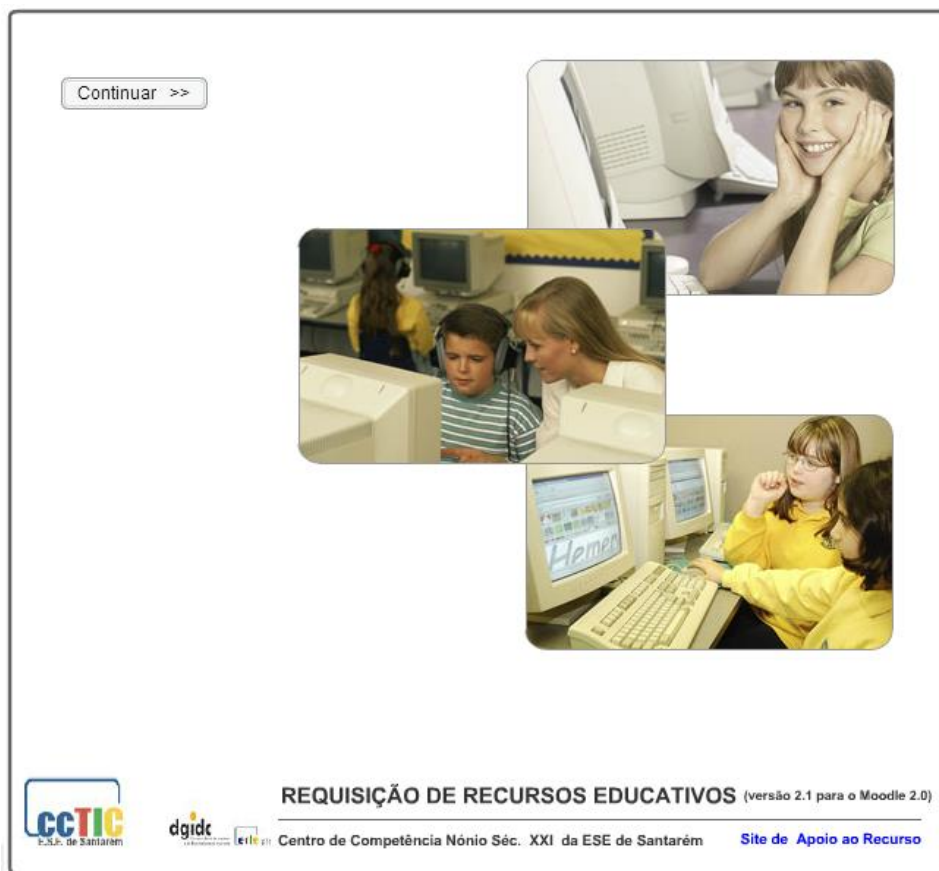 Continuar >>
Hemen
REQUISIÇÃO DE RECURSOS EDUCATIVOS (versão 2.1 para o Moodle 2.0)
ccTIC
E.S.E. de Santarém
dgidc
Centro de Competência Nónio Séc. XXI da ESE de Santarém
Site de Apoio ao Recurso